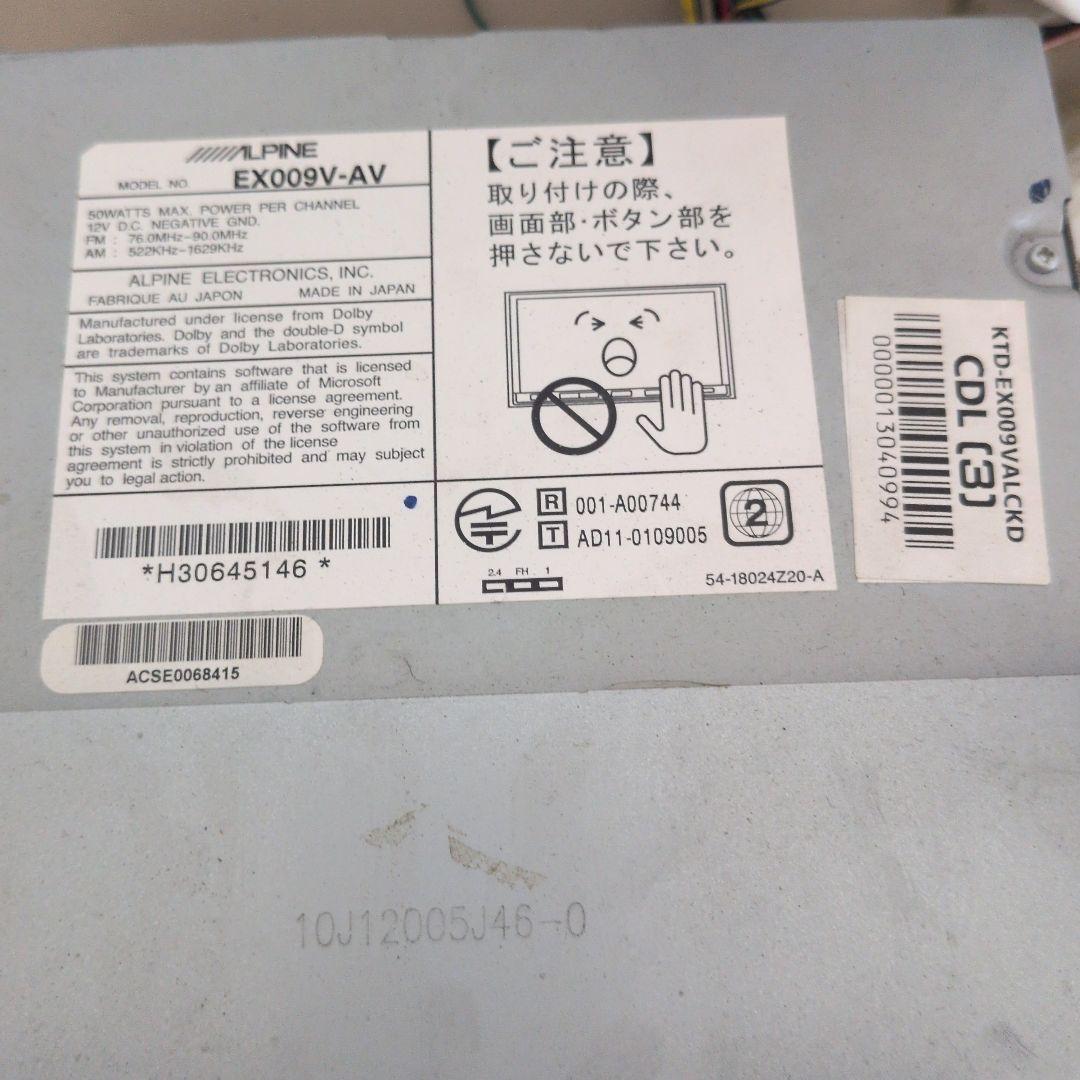 ALPINE
MODEL NO. EX009V-AV
50WATTS MAX. POWER PER CHANNEL
12V D.C. NEGATIVE GND.
FM : 76.0MHz-90.0MHz
AM : 522KHz-1629KHz
ALPINE ELECTRONICS, INC.
FABRIQUE AU JAPON MADE IN JAPAN
Manufactured under license from Dolby
Laboratories. Dolby and the double-D symbol
are trademarks of Dolby Laboratories.
This system contains software that is licensed
to Manufacturer by an affiliate of Microsoft
Corporation pursuant to a license agreement.
Any removal, reproduction, reverse engineering
or other unauthorized use of the software from
this system in violation of the license
agreement is strictly prohibited and may subject
you to legal action.
*H30645146 *
【ご注意】
取り付けの際、
画面部・ボタン部を
押さないで下さい。
R 001-A00744
T AD11-0109005
2
2.4 FH 1
54-18024Z20-A
KTD-EX009VALCKD
CDL (3)
0000013040994
ACSE0068415
10J12005J46-0